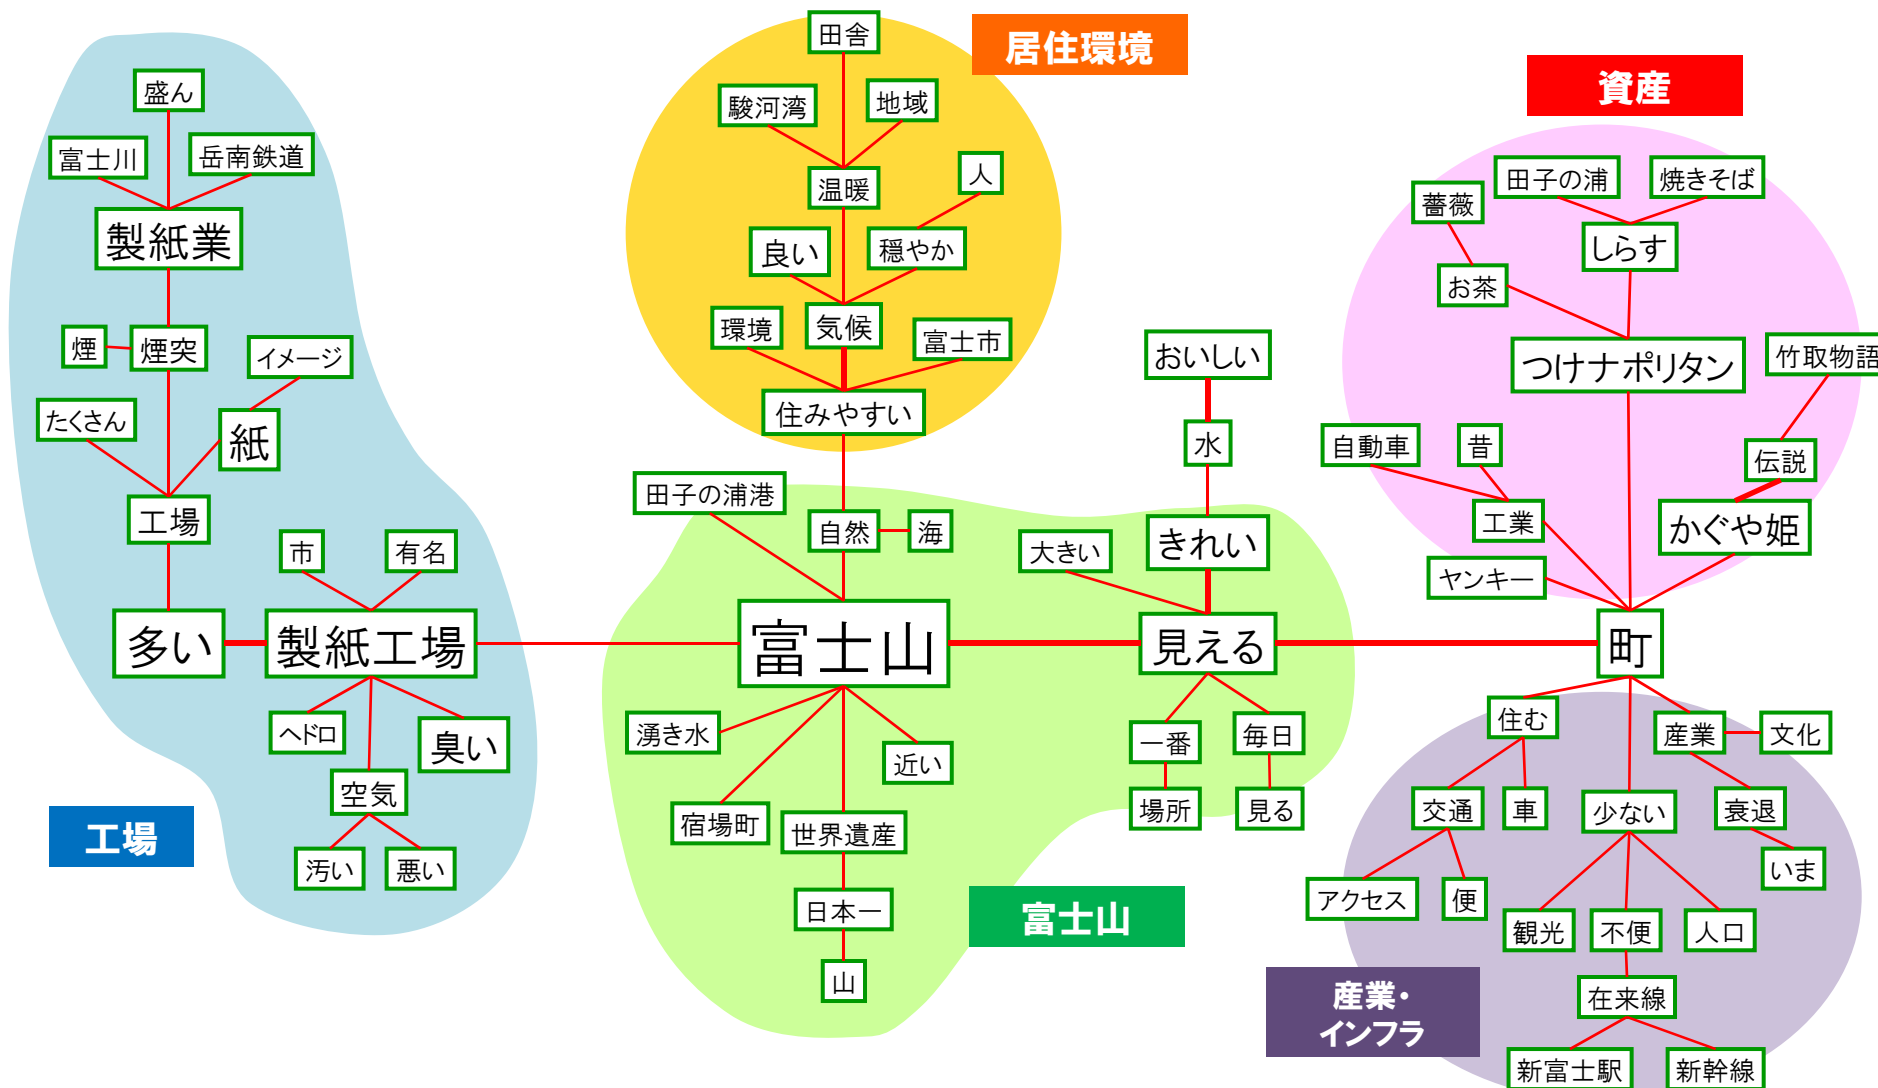 工場
盛ん
富士川
岳南鉄道
製紙業
煙
煙突
イメージ
たくさん
紙
工場
市
有名
多い
製紙工場
ヘドロ
臭い
空気
汚い
悪い
居住環境
田舎
駿河湾
地域
温暖
人
良い
穏やか
環境
気候
富士市
住みやすい
富士山
田子の浦港
自然
海
富士山
湧き水
近い
宿場町
世界遺産
日本一
山
おいしい
水
大きい
きれい
見える
一番
毎日
場所
見る
資産
田子の浦
焼きそば
薔薇
しらす
お茶
つけナポリタン
竹取物語
自動車
昔
伝説
工業
かぐや姫
ヤンキー
町
産業・
インフラ
住む
産業
文化
交通
車
少ない
衰退
いま
アクセス
便
観光
不便
人口
在来線
新富士駅
新幹線